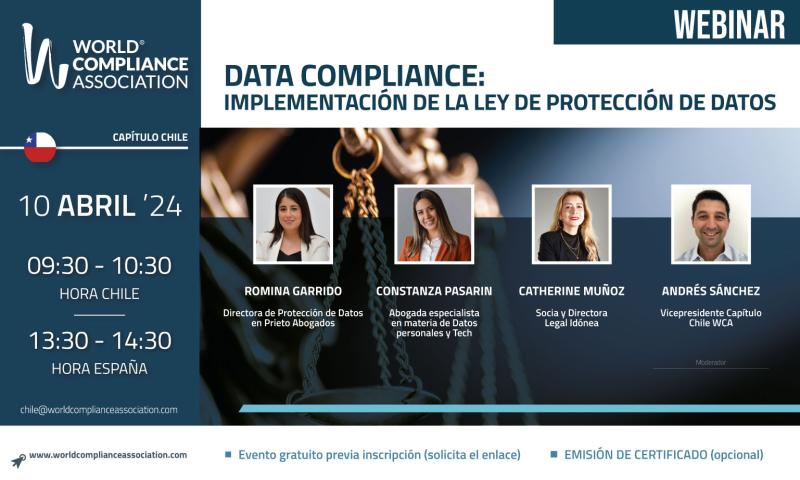 WORLD®
COMPLIANCE
ASSOCIATION
CAPÍTULO CHILE
10 ABRIL '24
09:30 - 10:30
HORA CHILE
13:30 - 14:30
HORA ESPAÑA
chile@worldcomplianceassociation.com
WEBINAR
DATA COMPLIANCE:
IMPLEMENTACIÓN DE LA LEY DE PROTECCIÓN DE DATOS
ROMINA GARRIDO
Directora de Protección de Datos
en Prieto Abogados
CONSTANZA PASARIN
Abogada especialista
en materia de Datos
personales y Tech
CATHERINE MUÑOZ
Socia y Directora
Legal Idónea
ANDRÉS SÁNCHEZ
Vicepresidente Capítulo
Chile WCA
Moderador
www.worldcomplianceassociation.com
Evento gratuito previa inscripción (solicita el enlace)
EMISIÓN DE CERTIFICADO (opcional)